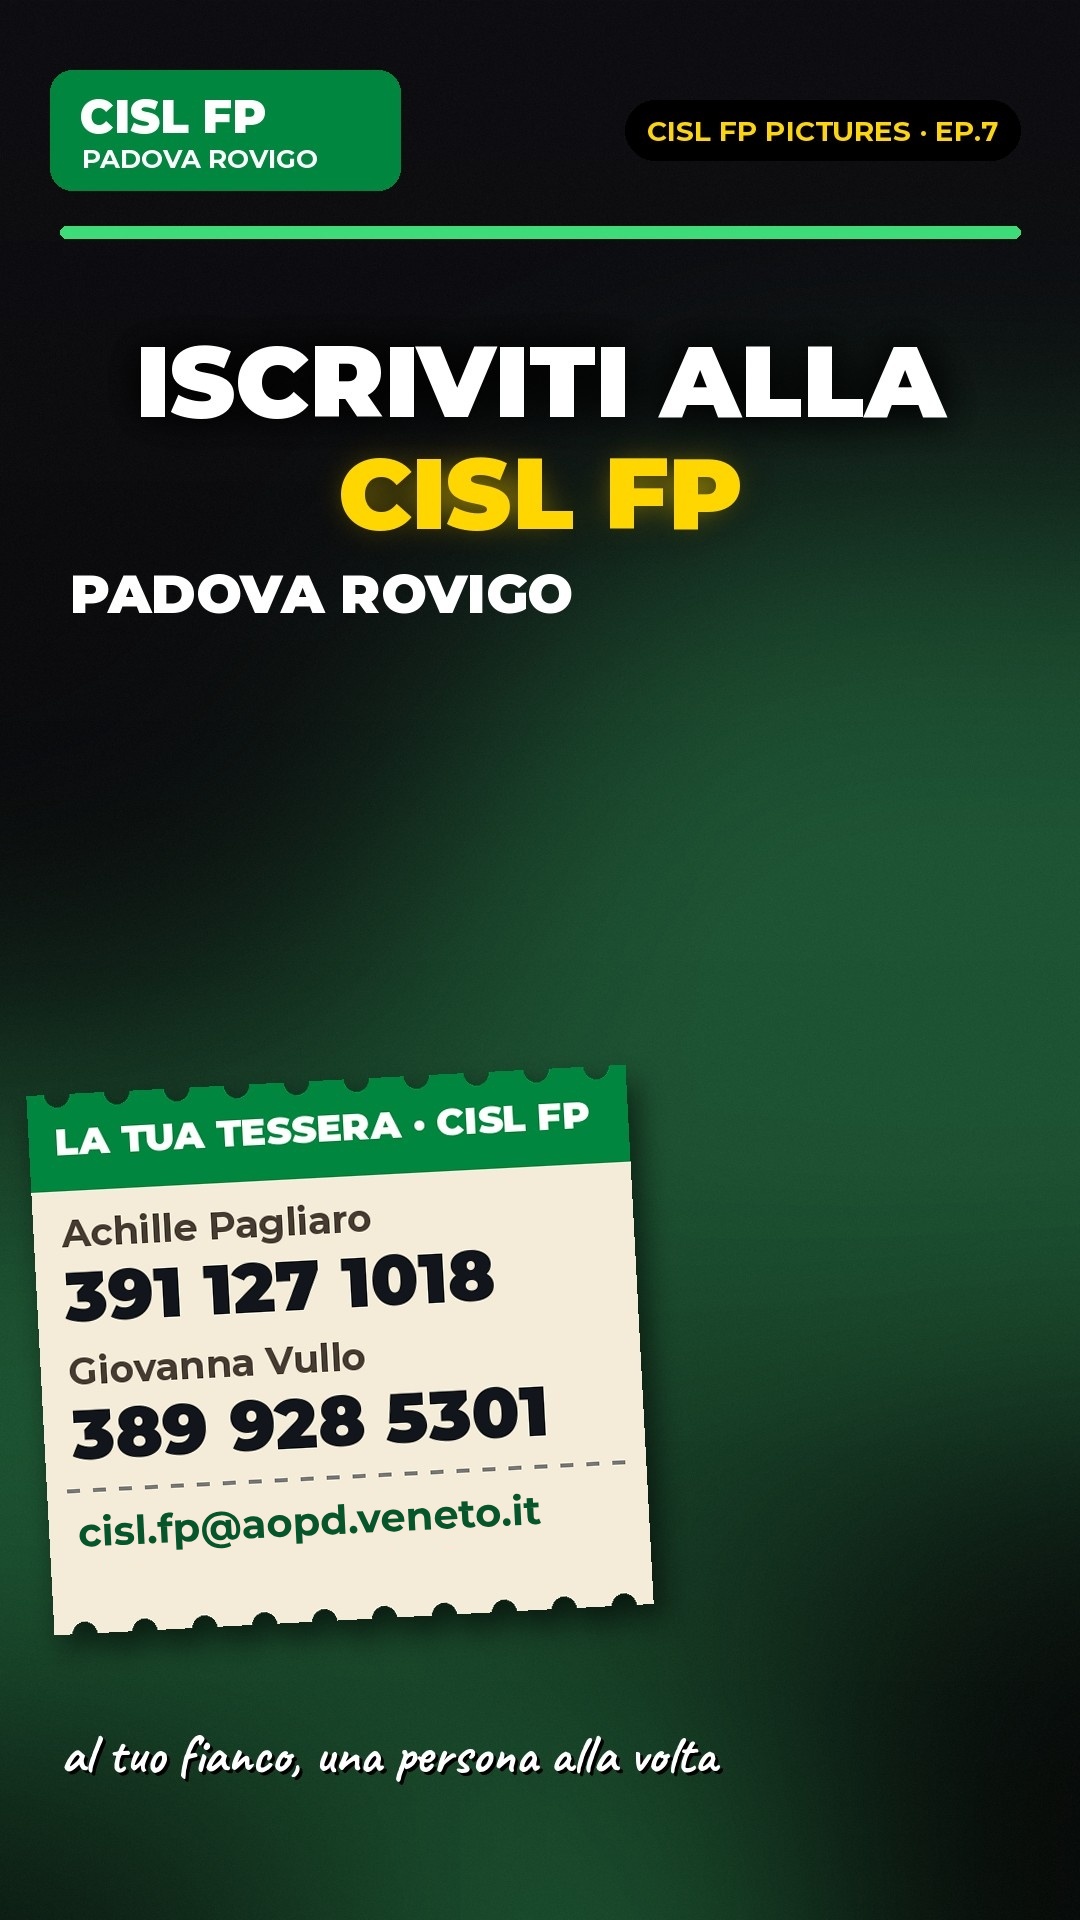 CISL FP
PADOVA ROVIGO
CISL FP PICTURES · EP.7
ISCRIVITI ALLA
CISL FP
PADOVA ROVIGO
LA TUA TESSERA · CISL FP
Achille Pagliaro
391 127 1018
Giovanna Vullo
389 928 5301
cisl.fp@aopd.veneto.it
al tuo fianco, una persona alla volta